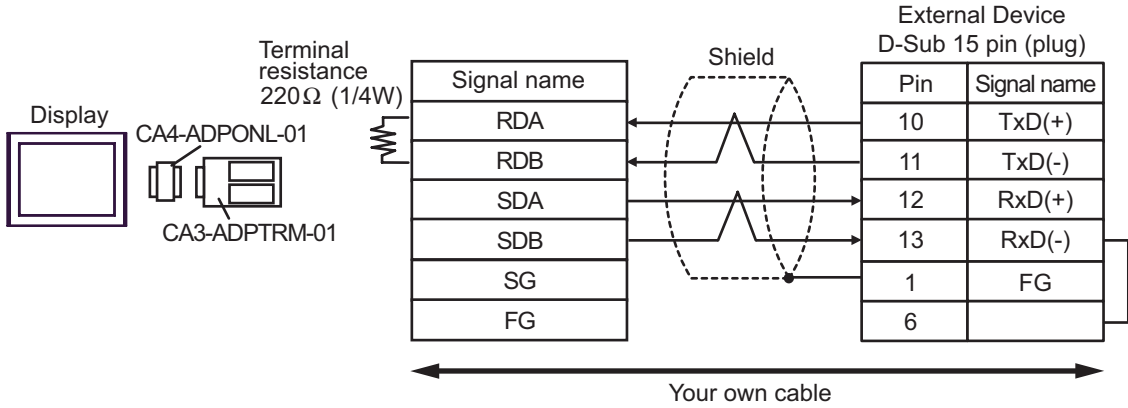 External Device
D-Sub 15 pin (plug)
Terminal
resistance
220Ω (1/4W)
Shield
Signal name
Pin Signal name
Display
CA4-ADPONL-01
CA3-ADPTRM-01
RDA 10 TxD(+)
RDB 11 TxD(-)
SDA 12 RxD(+)
SDB 13 RxD(-)
SG 1 FG
FG 6
Your own cable